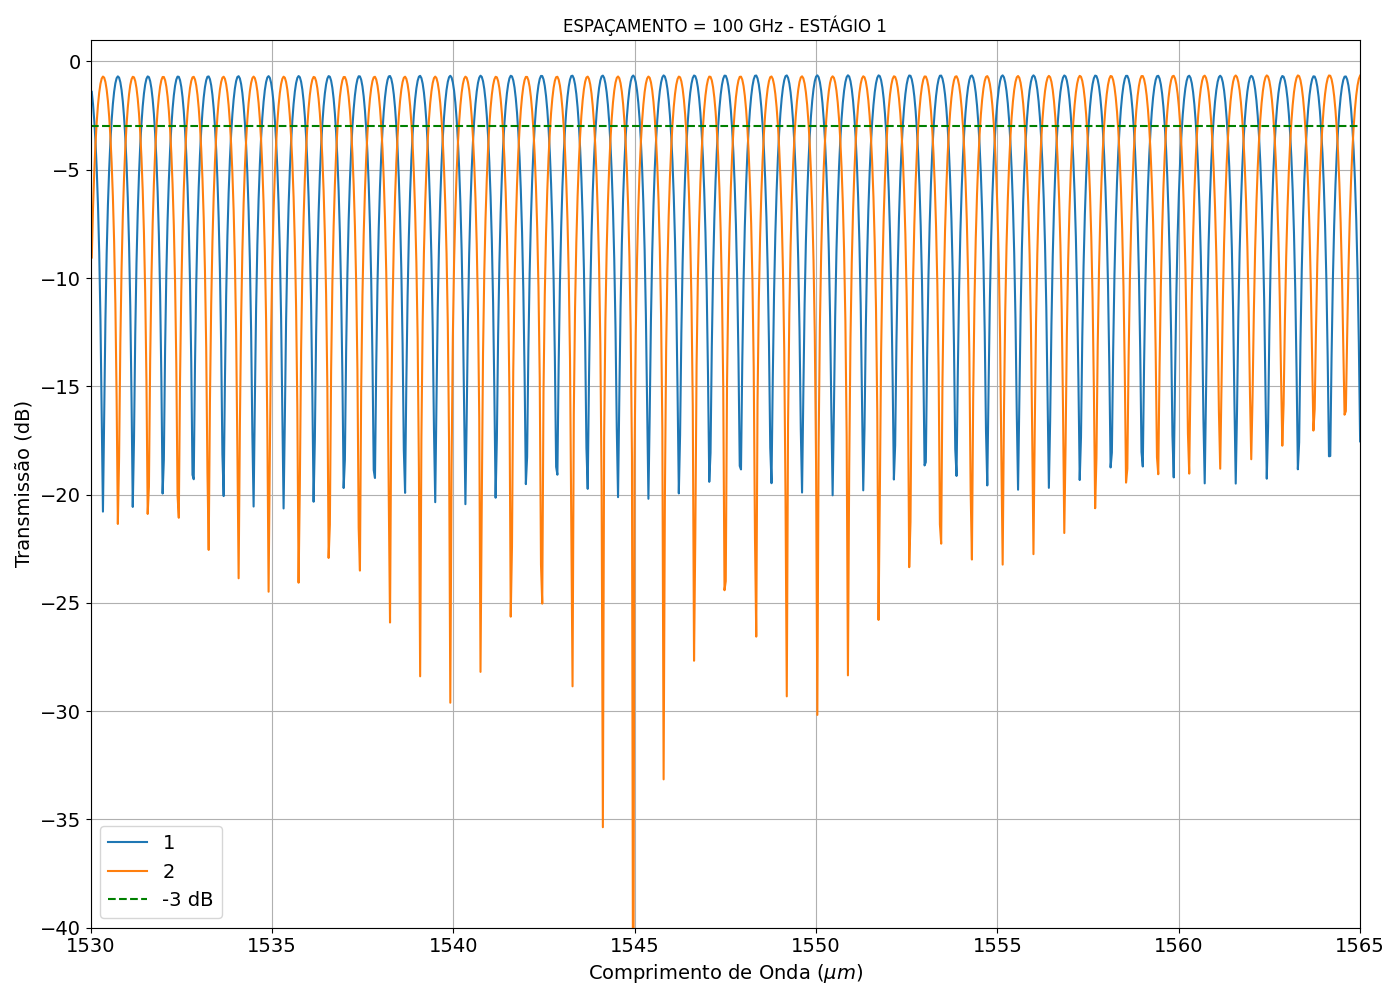 ESPAÇAMENTO = 100 GHz - ESTÁGIO 1
0
−5
−10
−15
−20
−25
−30
−35
−40
Transmissão (dB)
1
2
-3 dB
1530 1535 1540 1545 1550 1555 1560 1565
Comprimento de Onda (μm)